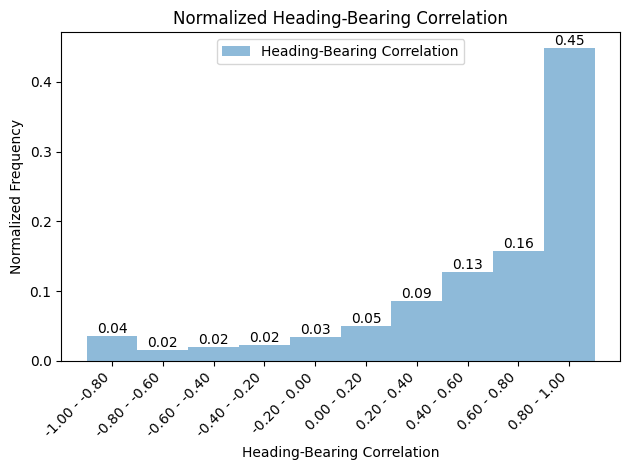 Normalized Heading-Bearing Correlation
Heading-Bearing Correlation
Normalized Frequency
0.4
0.3
0.2
0.1
0.0
0.04
0.02
0.02
0.02
0.03
0.05
0.09
0.13
0.16
0.45
-1.00 - -0.80
-0.80 - -0.60
-0.60 - -0.40
-0.40 - -0.20
-0.20 - 0.00
0.00 - 0.20
0.20 - 0.40
0.40 - 0.60
0.60 - 0.80
0.80 - 1.00
Heading-Bearing Correlation